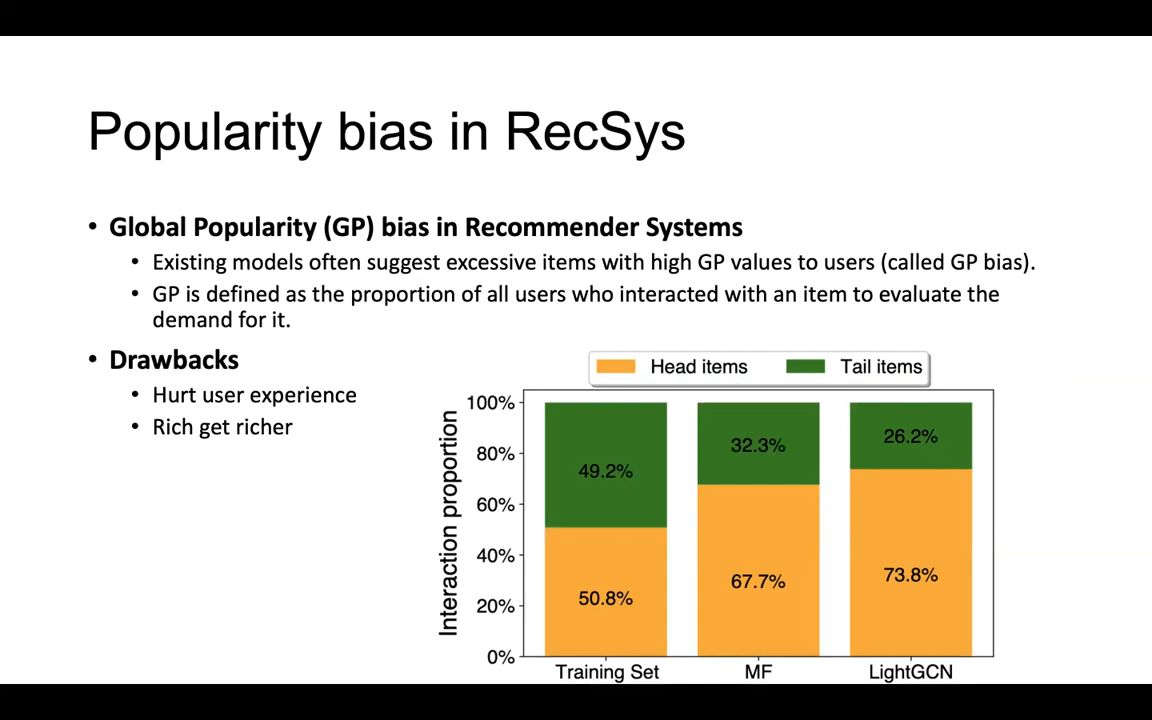 Popularity bias in RecSys
• Global Popularity (GP) bias in Recommender Systems
• Existing models often suggest excessive items with high GP values to users (called GP bias).
• GP is defined as the proportion of all users who interacted with an item to evaluate the
demand for it.
• Drawbacks
• Hurt user experience
• Rich get richer
Head items Tail items
Interaction proportion
100%
80%
60%
40%
20%
0%
49.2%
50.8%
32.3%
67.7%
26.2%
73.8%
Training Set MF LightGCN